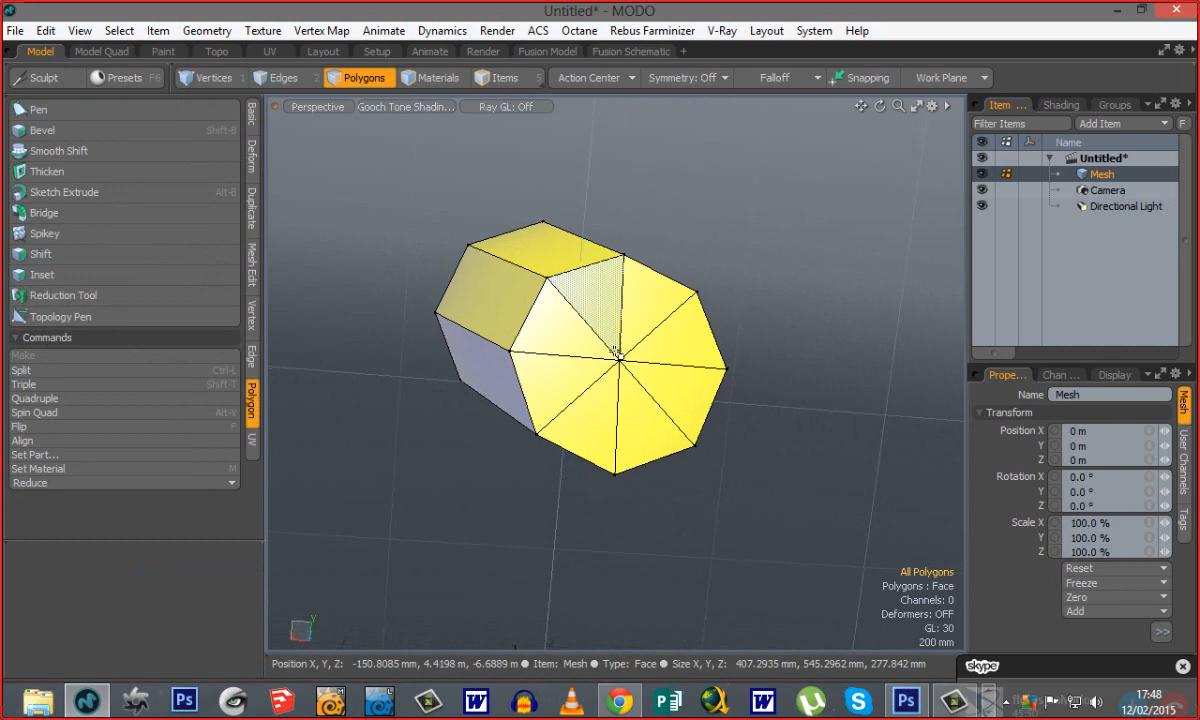 Untitled* - MODO
File Edit View Select Item Geometry Texture Vertex Map Animate Dynamics Render ACS Octane Rebus Farminizer V-Ray Layout System Help
Model Model Quad Paint Topo UV Layout Setup Animate Render Fusion Model Fusion Schematic +
Sculpt Presets F6 Vertices 1 Edges 2 Polygons Materials Items 5 Action Center Symmetry: Off Falloff Snapping Work Plane
Pen
Bevel Shift-B
Smooth Shift
Thicken
Sketch Extrude Alt-B
Bridge
Spikey
Shift
Inset
Reduction Tool
Topology Pen
Commands
Make
Split Ctrl-L
Triple Shift-T
Quadruple
Spin Quad Alt-V
Flip F
Align
Set Part...
Set Material M
Reduce
Basic
Deform
Duplicate
Mesh Edit
Vertex
Edge
Polygon
UV
Perspective Gooch Tone Shadin... Ray GL: Off
All Polygons
Polygons : Face
Channels: 0
Deformers: OFF
GL: 30
200 mm
Y
Position X, Y, Z: -150.8085 mm, 4.4198 m, -6.6889 m Item: Mesh Type: Face Size X, Y, Z: 407.2935 mm, 545.2962 mm, 277.842 mm
Item ... Shading Groups
Filter Items Add Item F
Name
Untitled*
Mesh
Camera
Directional Light
Prope... Chan ... Display
Name Mesh
Transform
Position X 0 m
Y 0 m
Z 0 m
Rotation X 0.0 °
Y 0.0 °
Z 0.0 °
Scale X 100.0 %
Y 100.0 %
Z 100.0 %
Reset
Freeze
Zero
Add
>>
Mesh
User Channels
Tags
skype
17:48
12/02/2015